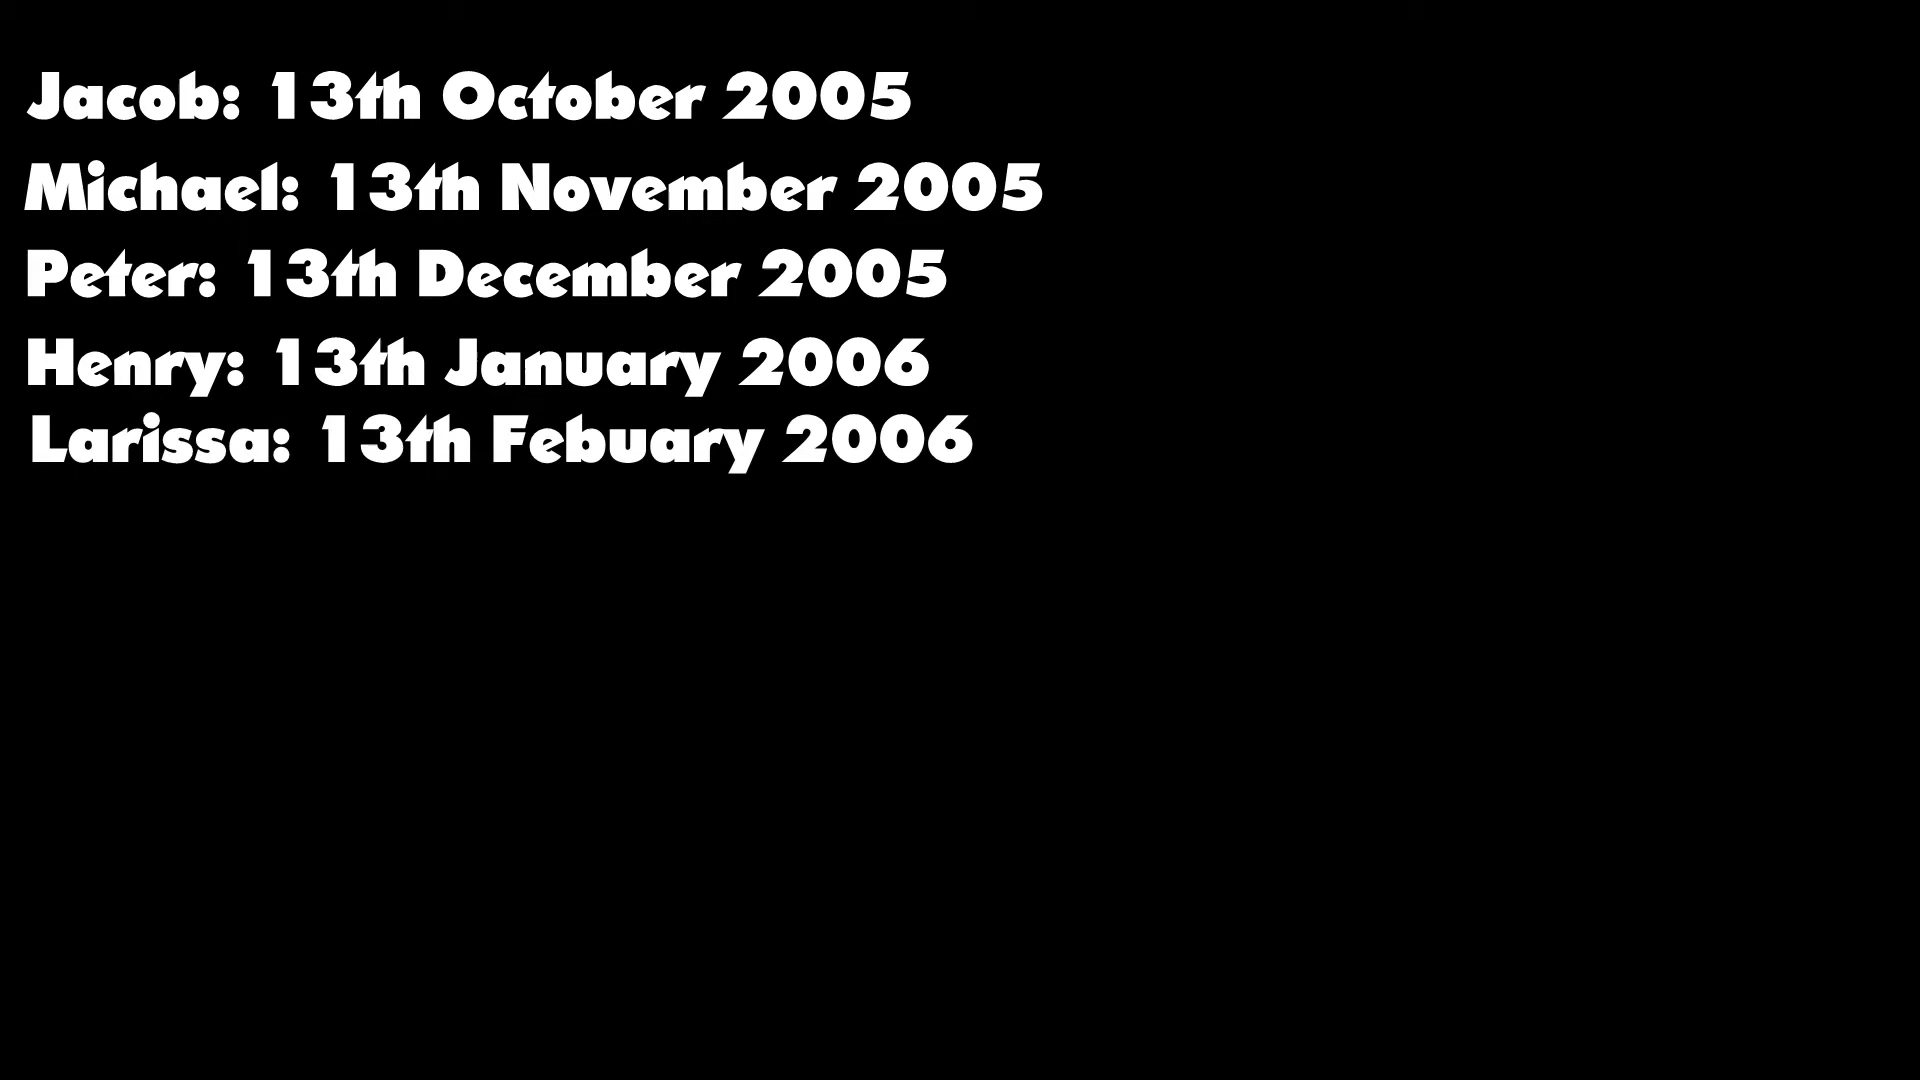 Jacob: 13th October 2005
Michael: 13th November 2005
Peter: 13th December 2005
Henry: 13th January 2006
Larissa: 13th Febuary 2006